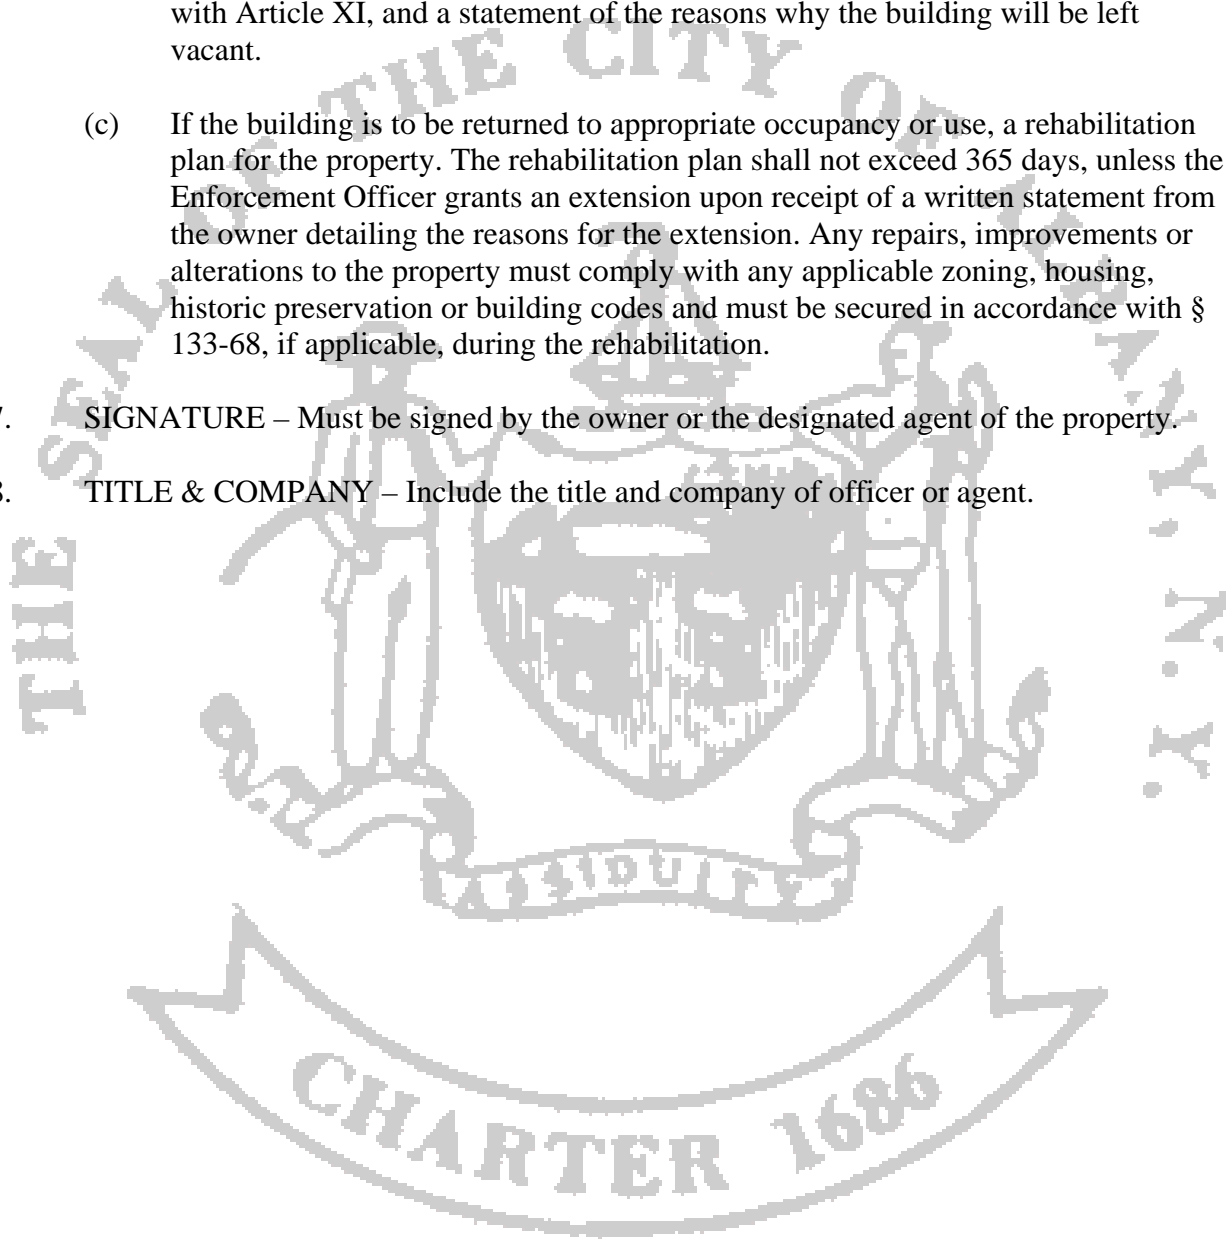 with Article XI, and a statement of the reasons why the building will be left
vacant.
(c) If the building is to be returned to appropriate occupancy or use, a rehabilitation
plan for the property. The rehabilitation plan shall not exceed 365 days, unless the
Enforcement Officer grants an extension upon receipt of a written statement from
the owner detailing the reasons for the extension. Any repairs, improvements or
alterations to the property must comply with any applicable zoning, housing,
historic preservation or building codes and must be secured in accordance with §
133-68, if applicable, during the rehabilitation.
7. SIGNATURE – Must be signed by the owner or the designated agent of the property.
8. TITLE & COMPANY – Include the title and company of officer or agent.
THE SEAL OF THE CITY OF ALBANY, N.Y.
ASSIDUITY
CHARTER 1686